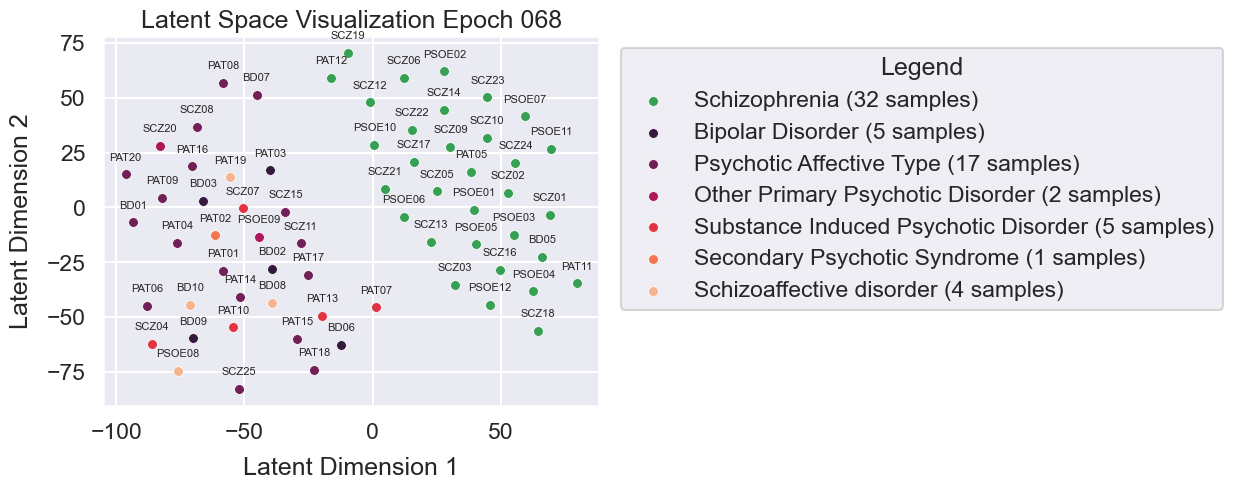 Latent Space Visualization Epoch 068
Latent Dimension 2
75
50
25
0
−25
−50
−75
SCZ19
PAT08
PAT12
SCZ06
PSOE02
BD07
SCZ12
SCZ23
SCZ08
SCZ14
PSOE07
SCZ20
PSOE10
SCZ22
SCZ09
SCZ10
PSOE11
PAT20
PAT16
PAT19
PAT03
SCZ17
PAT05
SCZ24
PAT09
BD03
SCZ07
SCZ15
SCZ21
SCZ05
SCZ02
BD01
PAT04
PAT02
PSOE09
SCZ11
PSOE06
PSOE01
SCZ01
PAT01
BD02
PAT17
SCZ13
PSOE05
PSOE03
BD05
PAT14
SCZ16
PAT06
BD10
BD08
PAT13
PAT07
SCZ03
PSOE12
PSOE04
PAT11
SCZ04
BD09
PAT10
PAT15
BD06
SCZ18
PSOE08
SCZ25
PAT18
−100
−50
0
50
Latent Dimension 1
Legend
Schizophrenia (32 samples)
Bipolar Disorder (5 samples)
Psychotic Affective Type (17 samples)
Other Primary Psychotic Disorder (2 samples)
Substance Induced Psychotic Disorder (5 samples)
Secondary Psychotic Syndrome (1 samples)
Schizoaffective disorder (4 samples)